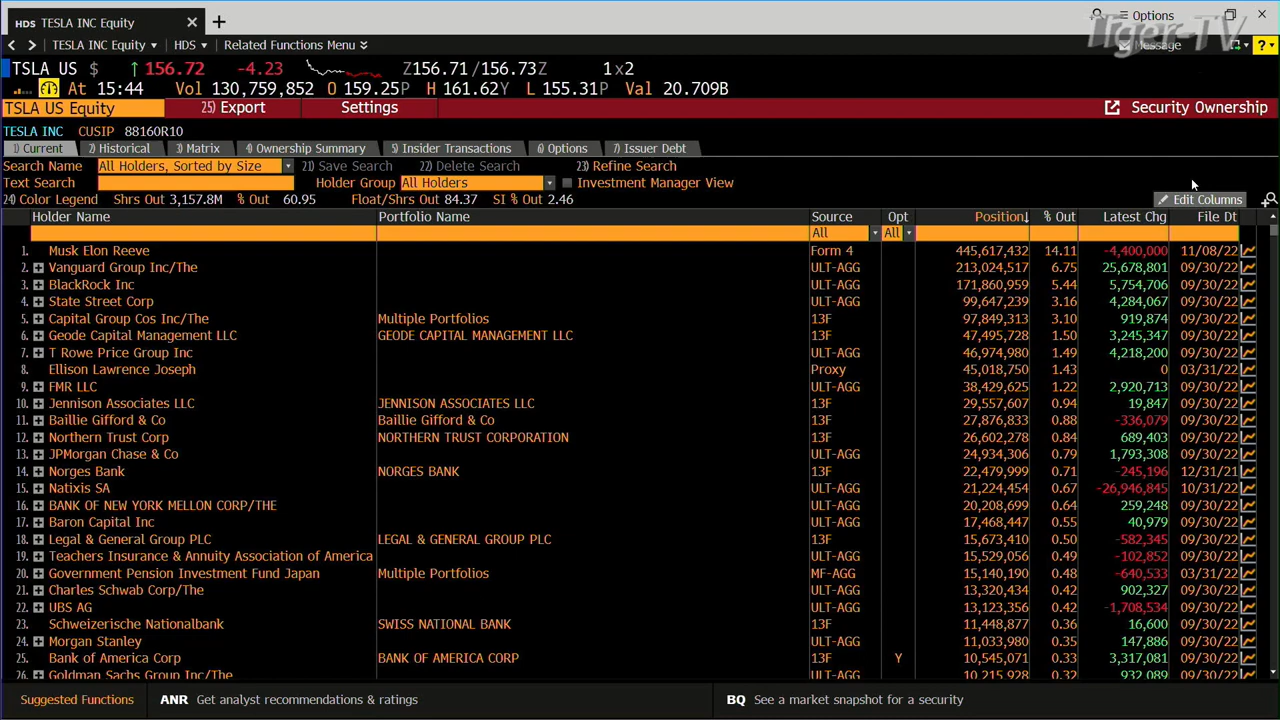 HDS TESLA INC Equity × +
Options
Tiger-TV
< > TESLA INC Equity HDS Related Functions Menu Message ?
TSLA US $ ↑ 156.72 -4.23 Z156.71/156.73Z 1x2
At 15:44 Vol 130,759,852 O 159.25P H 161.62Y L 155.31P Val 20.709B
TSLA US Equity 25) Export Settings Security Ownership
TESLA INC CUSIP 88160R10
1) Current 2) Historical 3) Matrix 4) Ownership Summary 5) Insider Transactions 6) Options 7) Issuer Debt
Search Name All Holders, Sorted by Size 21) Save Search 22) Delete Search 23) Refine Search
Text Search Holder Group All Holders Investment Manager View
24) Color Legend Shrs Out 3,157.8M % Out 60.95 Float/Shrs Out 84.37 SI % Out 2.46 Edit Columns
Holder Name Portfolio Name Source Opt Position↓ % Out Latest Chg File Dt
All All
1. Musk Elon Reeve Form 4 445,617,432 14.11 -4,400,000 11/08/22
2. Vanguard Group Inc/The ULT-AGG 213,024,517 6.75 25,678,801 09/30/22
3. BlackRock Inc ULT-AGG 171,860,959 5.44 5,754,706 09/30/22
4. State Street Corp ULT-AGG 99,647,239 3.16 4,284,067 09/30/22
5. Capital Group Cos Inc/The Multiple Portfolios 13F 97,849,313 3.10 919,874 09/30/22
6. Geode Capital Management LLC GEODE CAPITAL MANAGEMENT LLC 13F 47,495,728 1.50 3,245,347 09/30/22
7. T Rowe Price Group Inc ULT-AGG 46,974,980 1.49 4,218,200 09/30/22
8. Ellison Lawrence Joseph Proxy 45,018,750 1.43 0 03/31/22
9. FMR LLC ULT-AGG 38,429,625 1.22 2,920,713 09/30/22
10. Jennison Associates LLC JENNISON ASSOCIATES LLC 13F 29,557,607 0.94 19,847 09/30/22
11. Baillie Gifford & Co Baillie Gifford & Co 13F 27,876,833 0.88 -336,079 09/30/22
12. Northern Trust Corp NORTHERN TRUST CORPORATION 13F 26,602,278 0.84 689,403 09/30/22
13. JPMorgan Chase & Co ULT-AGG 24,934,306 0.79 1,793,308 09/30/22
14. Norges Bank NORGES BANK 13F 22,479,999 0.71 -245,196 12/31/21
15. Natixis SA ULT-AGG 21,224,454 0.67 -26,946,845 10/31/22
16. BANK OF NEW YORK MELLON CORP/THE ULT-AGG 20,208,699 0.64 259,248 09/30/22
17. Baron Capital Inc ULT-AGG 17,468,447 0.55 40,979 09/30/22
18. Legal & General Group PLC LEGAL & GENERAL GROUP PLC 13F 15,673,410 0.50 -582,345 09/30/22
19. Teachers Insurance & Annuity Association of America ULT-AGG 15,529,056 0.49 -102,852 09/30/22
20. Government Pension Investment Fund Japan Multiple Portfolios MF-AGG 15,140,190 0.48 -640,533 03/31/22
21. Charles Schwab Corp/The ULT-AGG 13,320,434 0.42 902,327 09/30/22
22. UBS AG ULT-AGG 13,123,356 0.42 -1,708,534 09/30/22
23. Schweizerische Nationalbank SWISS NATIONAL BANK 13F 11,448,877 0.36 16,600 09/30/22
24. Morgan Stanley ULT-AGG 11,033,980 0.35 147,886 09/30/22
25. Bank of America Corp BANK OF AMERICA CORP 13F Y 10,545,071 0.33 3,317,081 09/30/22
26. Goldman Sachs Group Inc/The ULT-AGG 10,215,928 0.32 932,089 09/30/22
Suggested Functions ANR Get analyst recommendations & ratings BQ See a market snapshot for a security